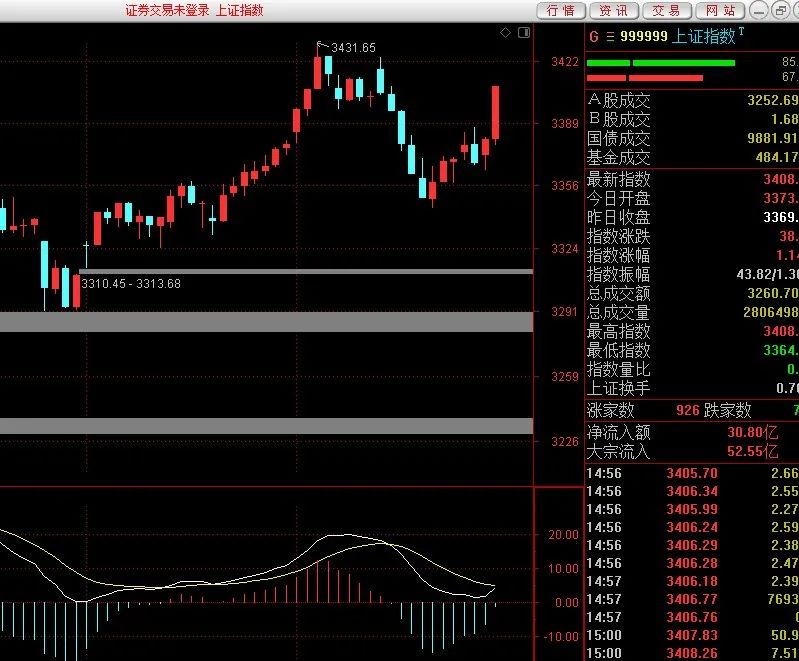 证券交易未登录 上证指数
行情 资讯 交易 网站
G 三 999999 上证指数 T
3431.65
3310.45 - 3313.68
3422
3389
3356
3324
3291
3259
3226
20.00
10.00
0.00
-10.00
85.
67.
A股成交 3252.69
B股成交 1.68
国债成交 9881.91
基金成交 484.17
最新指数 3408.
今日开盘 3373.
昨日收盘 3369.
指数涨跌 38.
指数涨幅 1.14
指数振幅 43.82/1.30
总成交额 3260.70
总成交量 2806498
最高指数 3408.
最低指数 3364.
指数量比 0.
上证换手 0.70
涨家数 926 跌家数 7
净流入额 30.80亿
大宗流入 52.55亿
14:56 3405.70 2.66
14:56 3406.34 2.55
14:56 3405.99 2.27
14:56 3406.24 2.59
14:56 3406.29 2.38
14:56 3406.28 2.47
14:57 3406.18 2.39
14:57 3406.77 7693
14:57 3406.76 0
15:00 3407.83 50.9
15:00 3408.26 7.51